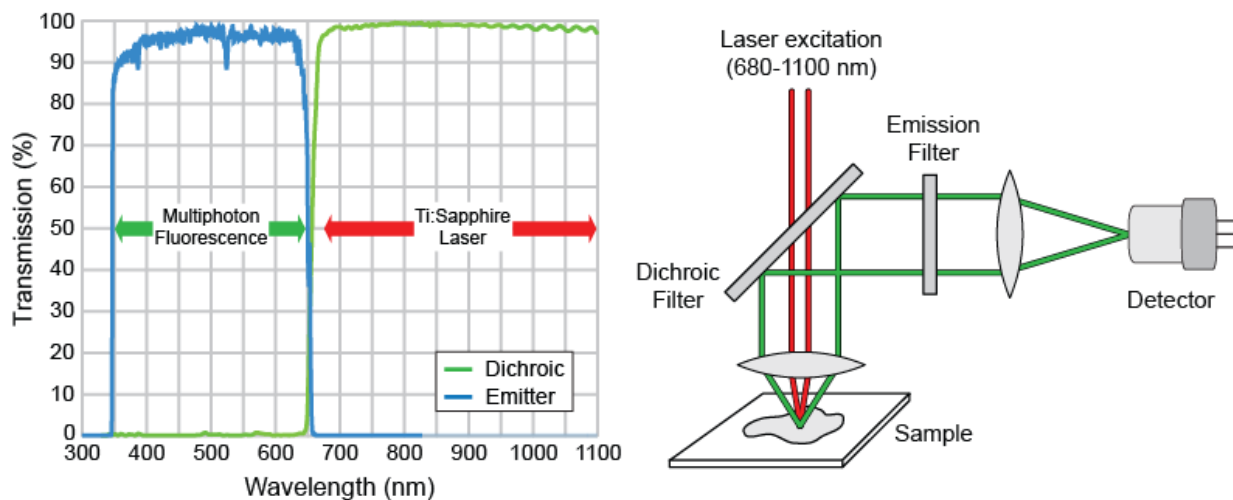 100
90
80
70
60
50
40
30
20
10
0
Transmission (%)
Multiphoton
Fluorescence
Ti:Sapphire
Laser
Dichroic
Emitter
300 400 500 600 700 800 900 1000 1100
Wavelength (nm)
Laser excitation
(680-1100 nm)
Emission
Filter
Dichroic
Filter
Detector
Sample